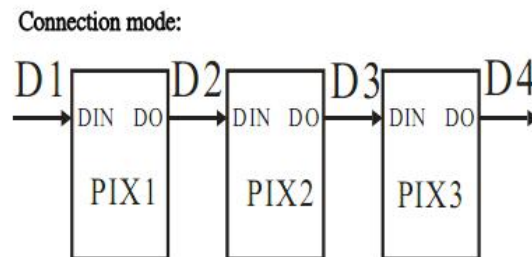 Connection mode:
D1 D2 D3 D4
DIN DO DIN DO DIN DO
PIX1 PIX2 PIX3